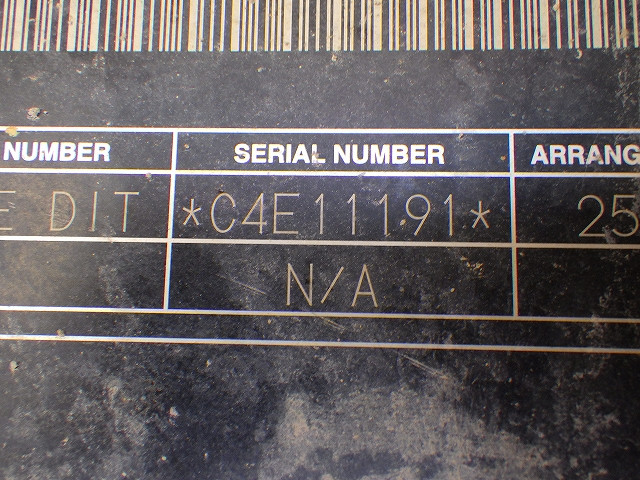 NUMBER SERIAL NUMBER ARRANG
E DIT *C4E11191* 25
N/A